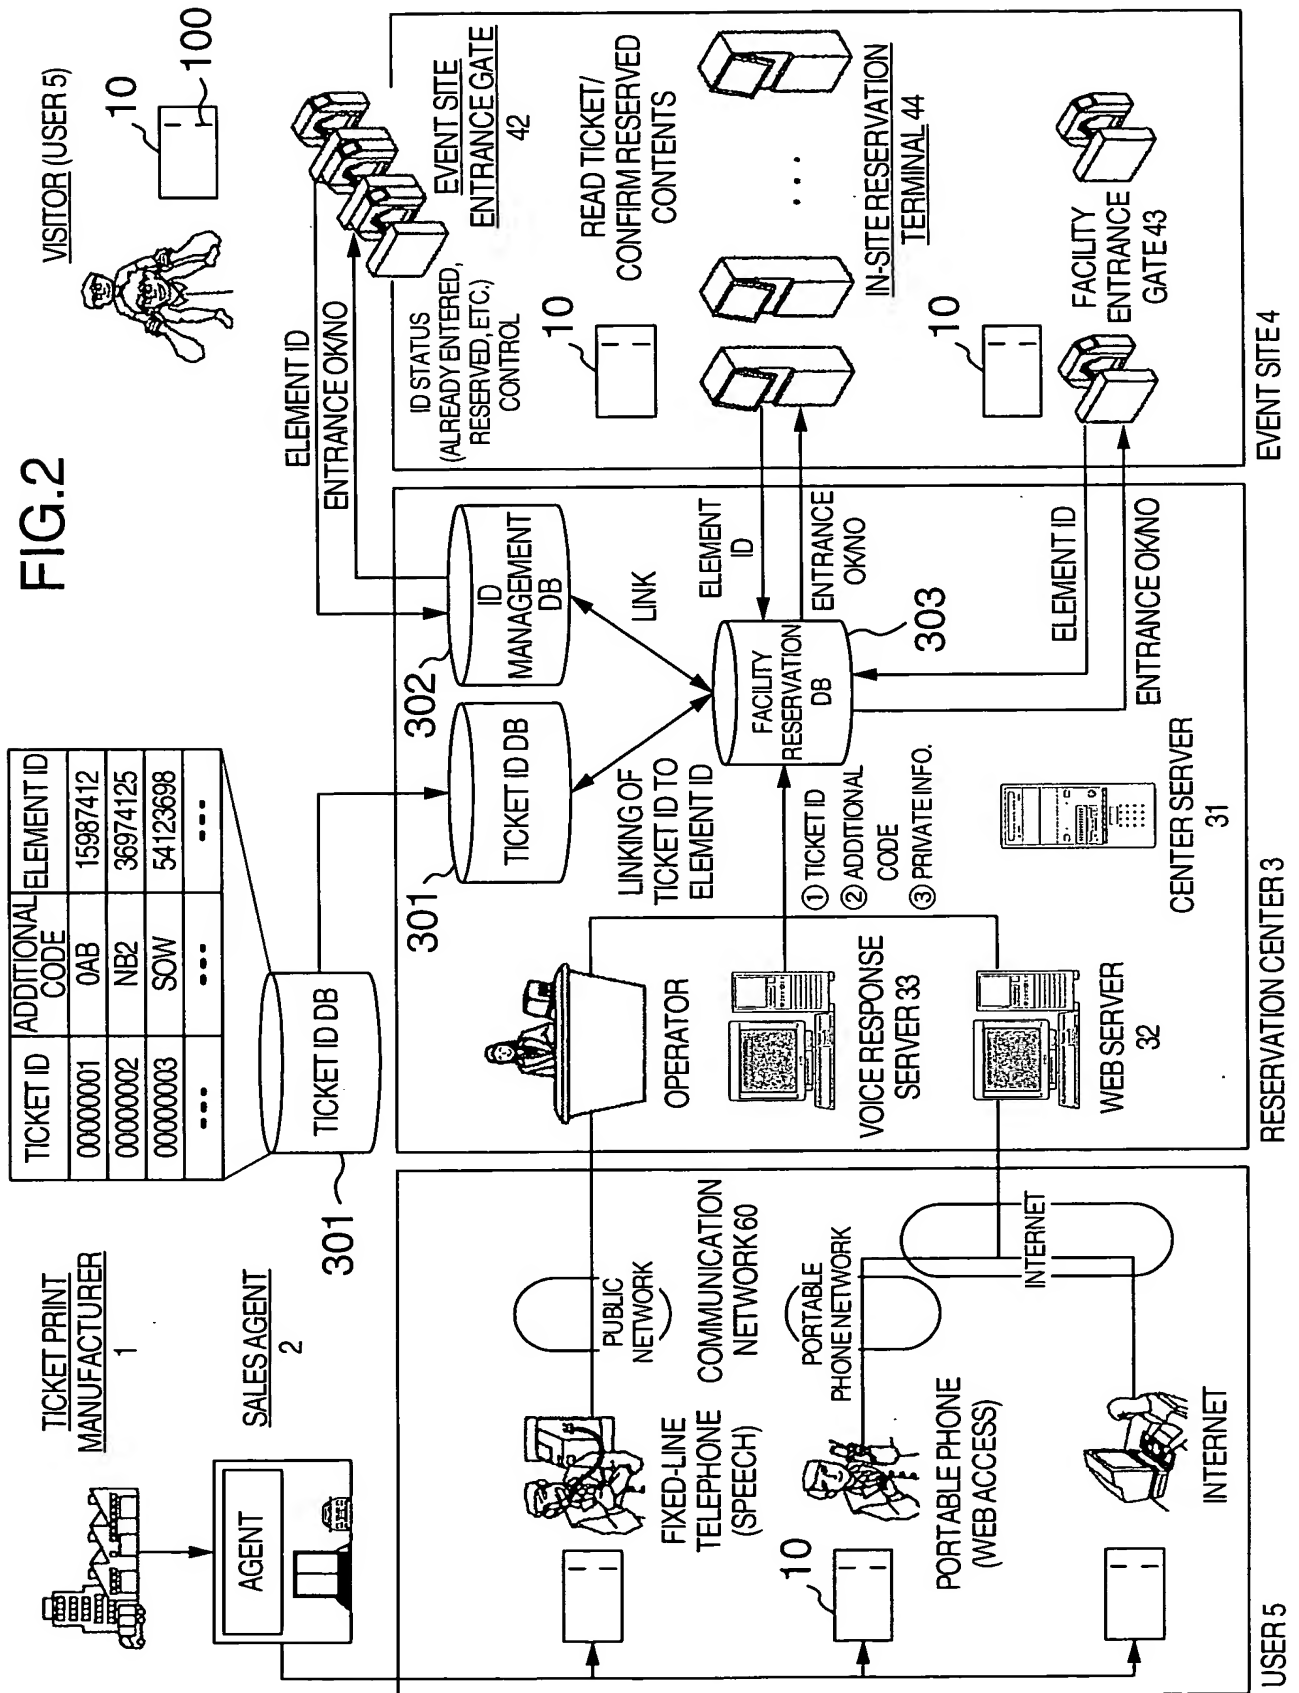 FIG.2
TICKET PRINT
MANUFACTURER
1
SALES AGENT
2
AGENT
301
TICKET ID DB
TICKET ID
ADDITIONAL
CODE
ELEMENT ID
00000001
0AB
15987412
00000002
NB2
36974125
00000003
SOW
54123698
VISITOR (USER 5)
10
100
ELEMENT ID
ENTRANCE OK/NO
EVENT SITE
ENTRANCE GATE
42
ID STATUS
(ALREADY ENTERED,
RESERVED, ETC.)
CONTROL
10
READ TICKET/
CONFIRM RESERVED
CONTENTS
IN-SITE RESERVATION
TERMINAL 44
10
FACILITY
ENTRANCE
GATE 43
EVENT SITE 4
301
TICKET ID DB
302
ID
MANAGEMENT
DB
LINKING OF
TICKET ID TO
ELEMENT ID
LINK
FACILITY
RESERVATION
DB
303
ELEMENT
ID
ENTRANCE
OK/NO
ELEMENT ID
ENTRANCE OK/NO
OPERATOR
VOICE RESPONSE
SERVER 33
① TICKET ID
② ADDITIONAL
CODE
③ PRIVATE INFO.
WEB SERVER
32
CENTER SERVER
31
RESERVATION CENTER 3
FIXED-LINE
TELEPHONE
(SPEECH)
PUBLIC
NETWORK
COMMUNICATION
NETWORK 60
PORTABLE
PHONE NETWORK
INTERNET
10
PORTABLE PHONE
(WEB ACCESS)
INTERNET
USER 5